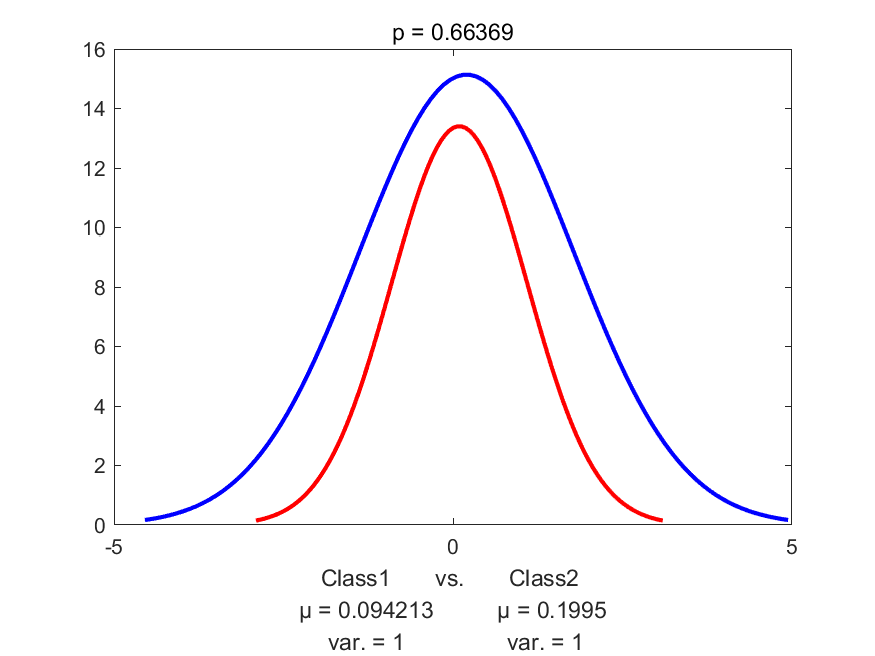 p = 0.66369
16
14
12
10
8
6
4
2
0
-5 0 5
Class1 vs. Class2
μ = 0.094213 μ = 0.1995
var. = 1 var. = 1